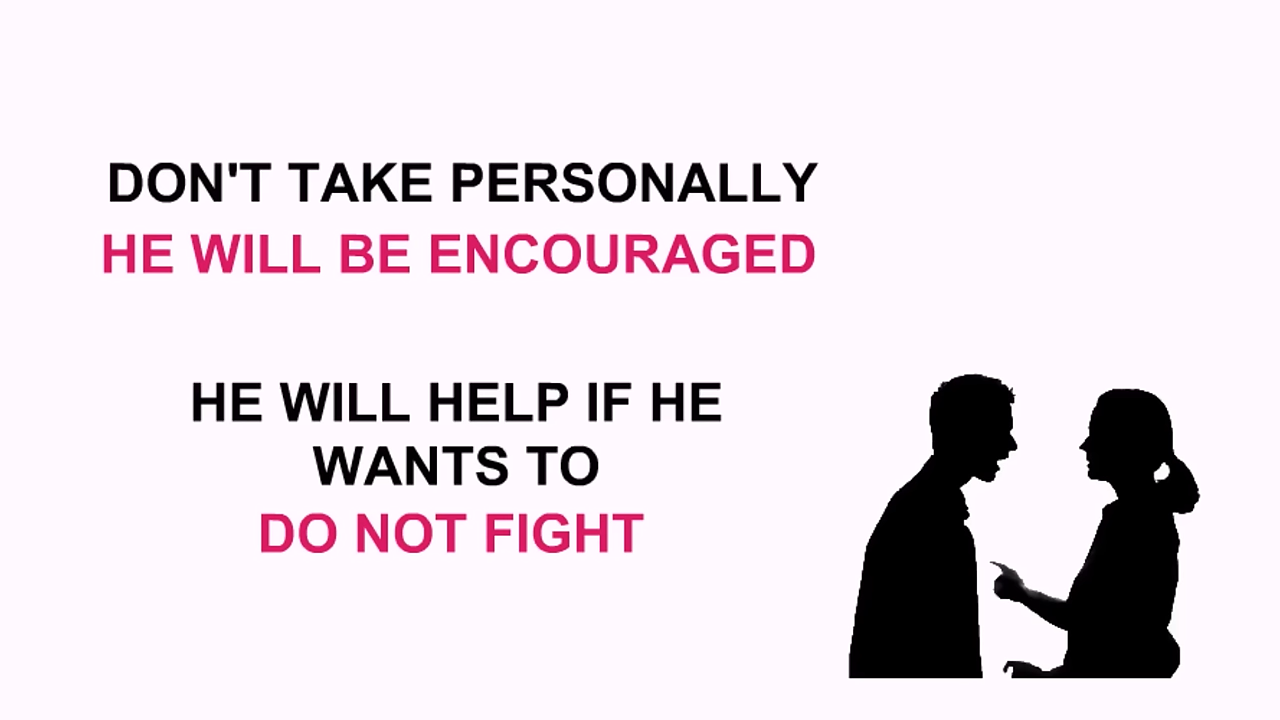 DON'T TAKE PERSONALLY
HE WILL BE ENCOURAGED
HE WILL HELP IF HE
WANTS TO
DO NOT FIGHT